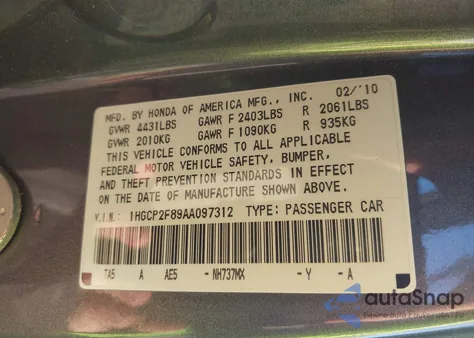 MFD. BY HONDA OF AMERICA MFG., INC. 02/'10
GVWR 4431LBS GAWR F 2403LBS R 2061LBS
GVWR 2010KG GAWR F 1090KG R 935KG
THIS VEHICLE CONFORMS TO ALL APPLICABLE
FEDERAL MOTOR VEHICLE SAFETY, BUMPER,
AND THEFT PREVENTION STANDARDS IN EFFECT
ON THE DATE OF MANUFACTURE SHOWN ABOVE.
V.I.N.: 1HGCP2F89AA097312 TYPE: PASSENGER CAR
TA5 A AE5 - NH737MX - Y - A
autoSnap